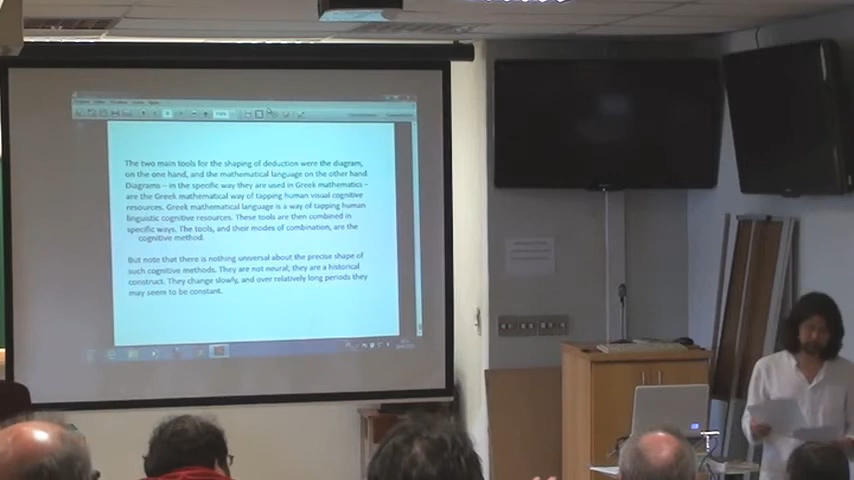 The two main tools for the shaping of deduction were the diagram,
on the one hand, and the mathematical language on the other hand.
Diagrams – in the specific way they are used in Greek mathematics –
are the Greek mathematical way of tapping human visual cognitive
resources. Greek mathematical language is a way of tapping human
linguistic cognitive resources. These tools are then combined in
specific ways. The tools, and their modes of combination, are the
cognitive method.
But note that there is nothing universal about the precise shape of
such cognitive methods. They are not neural; they are a historical
construct. They change slowly, and over relatively long periods they
may seem to be constant.